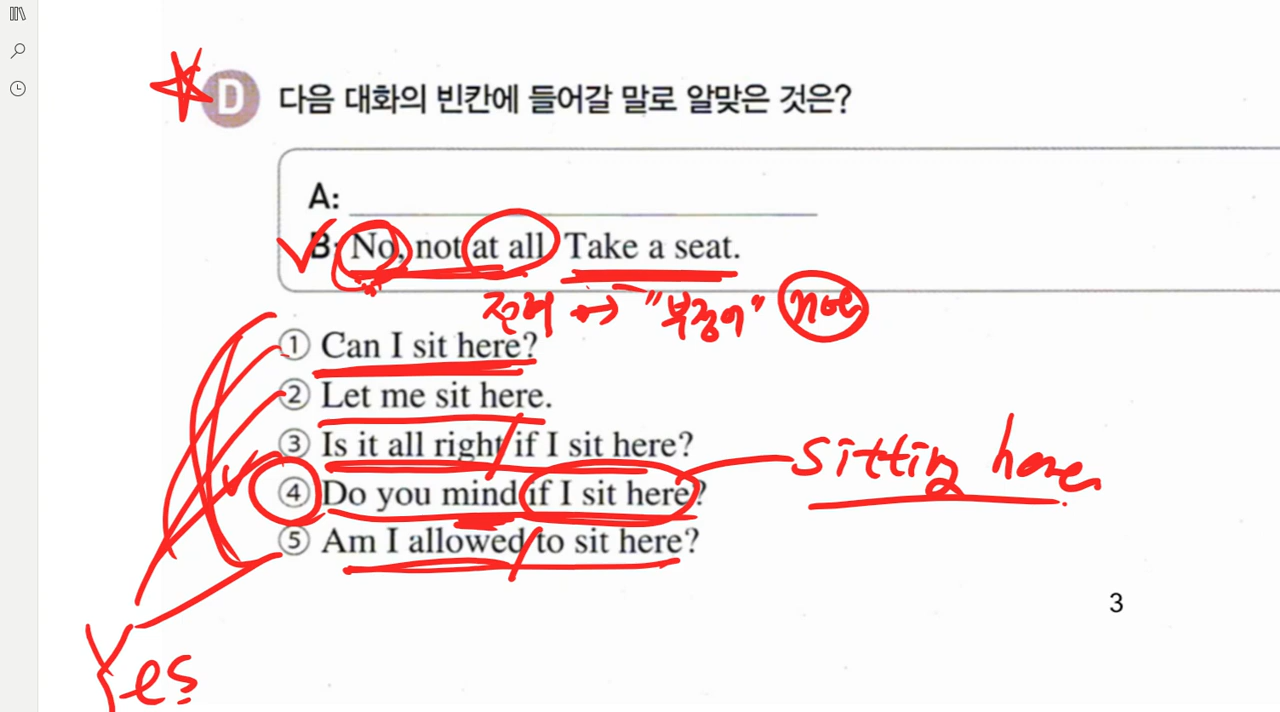 D 다음 대화의 빈칸에 들어갈 말로 알맞은 것은?
A:
B: No, not at all. Take a seat.
전혀 ↔ "부정어" not
① Can I sit here?
② Let me sit here.
③ Is it all right if I sit here?
④ Do you mind if I sit here? sitting here
⑤ Am I allowed to sit here?
3
Yes